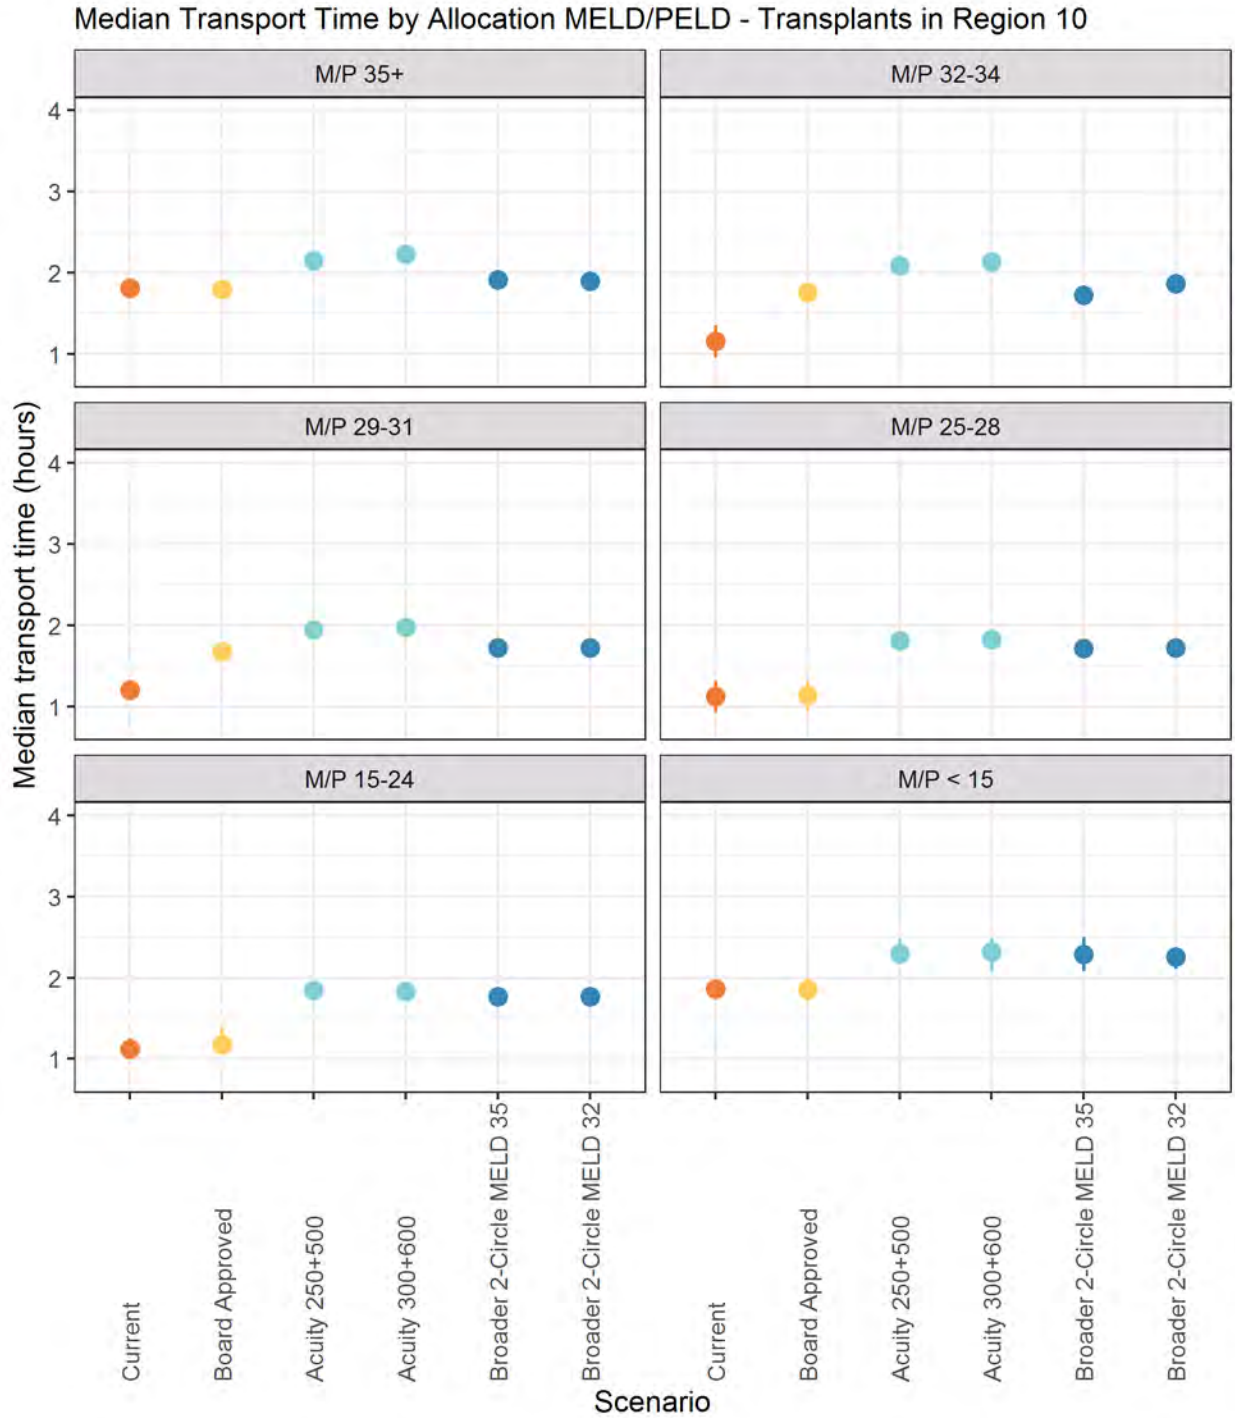 Median Transport Time by Allocation MELD/PELD - Transplants in Region 10
M/P 35+
M/P 32-34
4
3
2
1
M/P 29-31
M/P 25-28
4
3
2
1
M/P 15-24
M/P < 15
4
3
2
1
Median transport time (hours)
Current
Board Approved
Acuity 250+500
Acuity 300+600
Broader 2-Circle MELD 35
Broader 2-Circle MELD 32
Current
Board Approved
Acuity 250+500
Acuity 300+600
Broader 2-Circle MELD 35
Broader 2-Circle MELD 32
Scenario